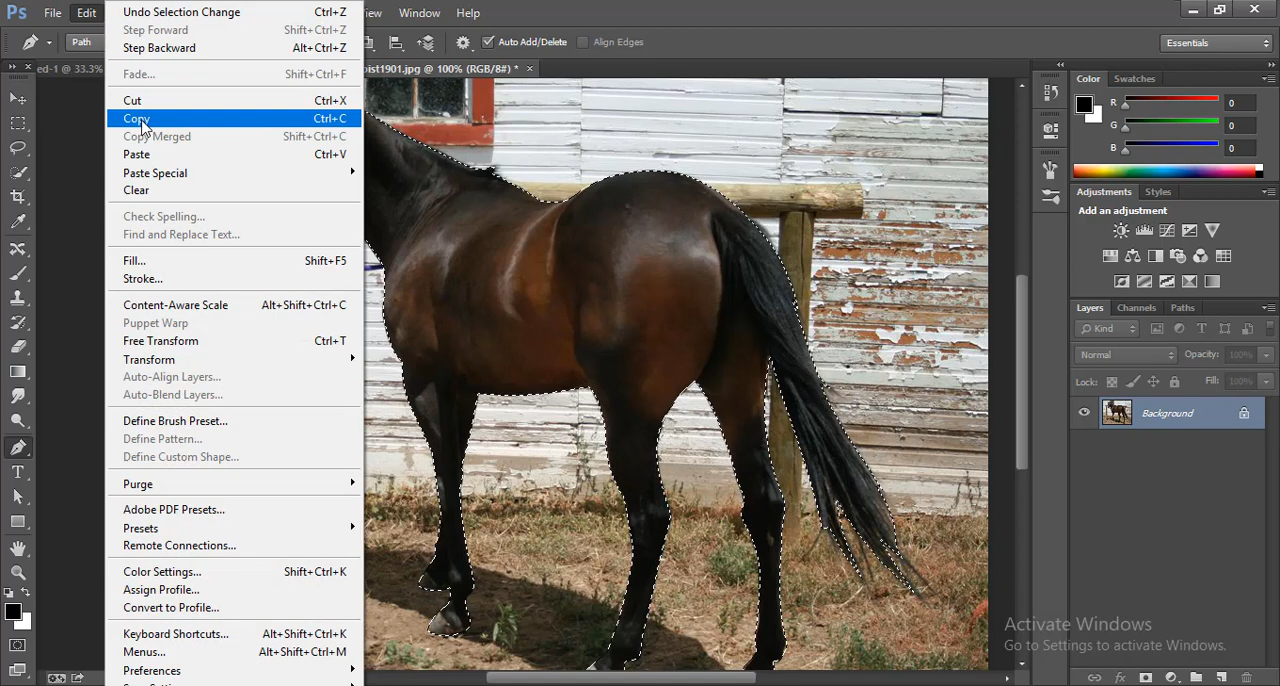 Ps File Edit iew Window Help
Path Auto Add/Delete Align Edges Essentials
ed-1 @ 33.3% oist1901.jpg @ 100% (RGB/8#) * ×
Undo Selection Change Ctrl+Z
Step Forward Shift+Ctrl+Z
Step Backward Alt+Ctrl+Z
Fade... Shift+Ctrl+F
Cut Ctrl+X
Copy Ctrl+C
Copy Merged Shift+Ctrl+C
Paste Ctrl+V
Paste Special
Clear
Check Spelling...
Find and Replace Text...
Fill... Shift+F5
Stroke...
Content-Aware Scale Alt+Shift+Ctrl+C
Puppet Warp
Free Transform Ctrl+T
Transform
Auto-Align Layers...
Auto-Blend Layers...
Define Brush Preset...
Define Pattern...
Define Custom Shape...
Purge
Adobe PDF Presets...
Presets
Remote Connections...
Color Settings... Shift+Ctrl+K
Assign Profile...
Convert to Profile...
Keyboard Shortcuts... Alt+Shift+Ctrl+K
Menus... Alt+Shift+Ctrl+M
Preferences
Color Swatches
R 0
G 0
B 0
Adjustments Styles
Add an adjustment
Layers Channels Paths
Kind
Normal Opacity: 100%
Lock: Fill: 100%
Background
Activate Windows
Go to Settings to activate Windows.